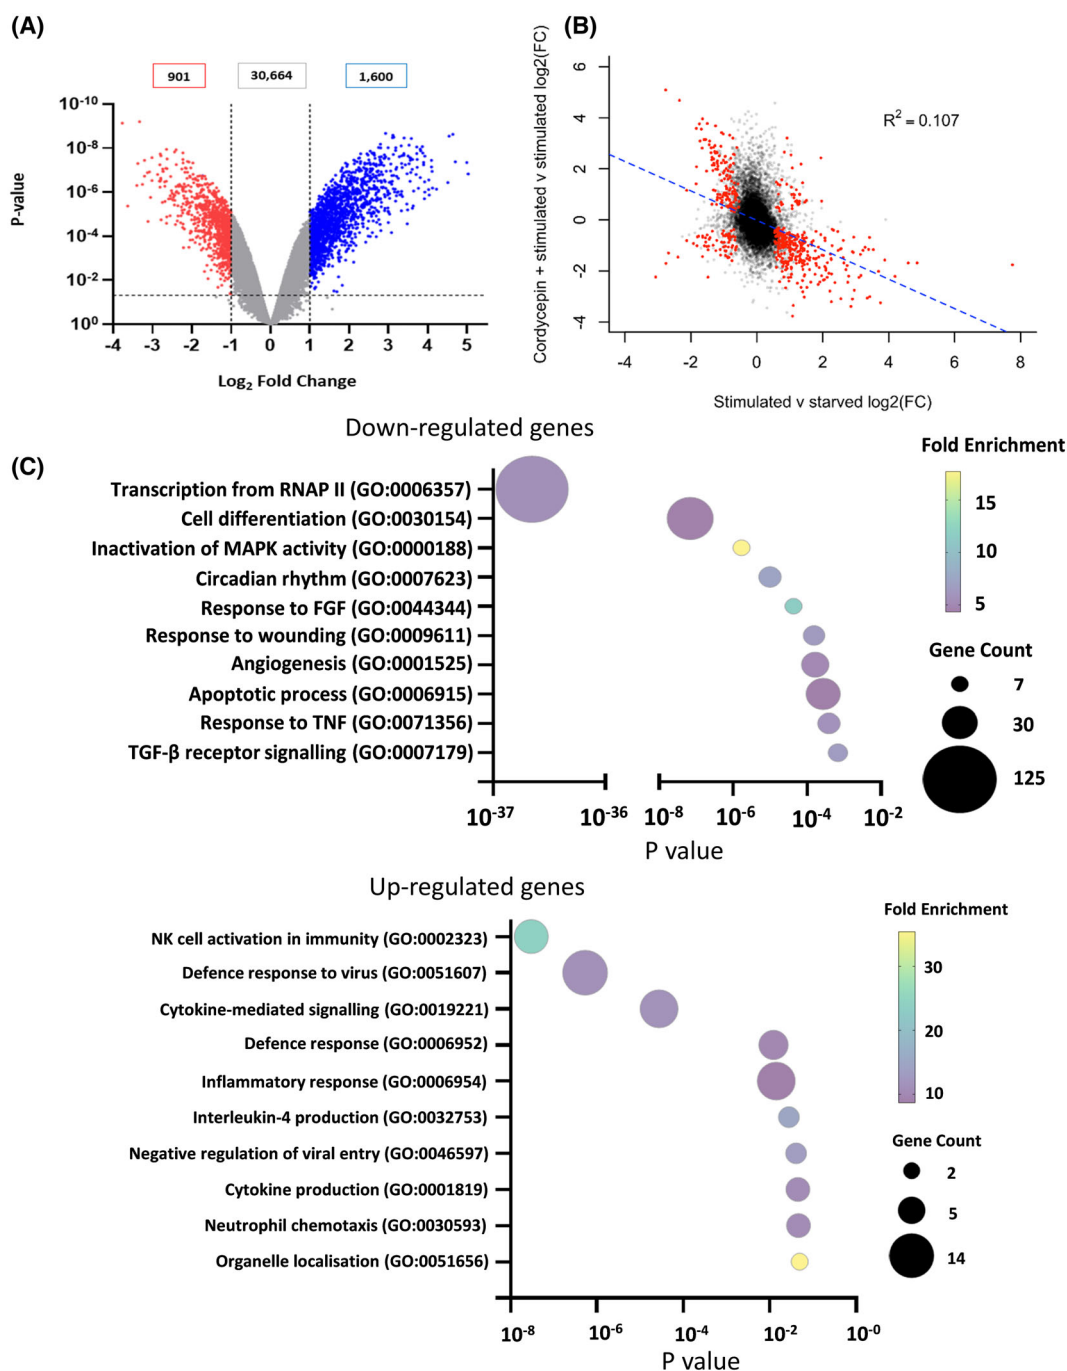 (A)
901
30,664
1,600
10-10
10-8
10-6
10-4
10-2
100
P-value
-4 -3 -2 -1 0 1 2 3 4 5
Log2 Fold Change
(B)
R2 = 0.107
Cordycepin + stimulated v stimulated log2(FC)
6
4
2
0
-2
-4
-4 -2 0 2 4 6 8
Stimulated v starved log2(FC)
(C)
Down-regulated genes
Transcription from RNAP II (GO:0006357)
Cell differentiation (GO:0030154)
Inactivation of MAPK activity (GO:0000188)
Circadian rhythm (GO:0007623)
Response to FGF (GO:0044344)
Response to wounding (GO:0009611)
Angiogenesis (GO:0001525)
Apoptotic process (GO:0006915)
Response to TNF (GO:0071356)
TGF-β receptor signalling (GO:0007179)
10-37 10-36 10-8 10-6 10-4 10-2
P value
Fold Enrichment
15
10
5
Gene Count
7
30
125
Up-regulated genes
NK cell activation in immunity (GO:0002323)
Defence response to virus (GO:0051607)
Cytokine-mediated signalling (GO:0019221)
Defence response (GO:0006952)
Inflammatory response (GO:0006954)
Interleukin-4 production (GO:0032753)
Negative regulation of viral entry (GO:0046597)
Cytokine production (GO:0001819)
Neutrophil chemotaxis (GO:0030593)
Organelle localisation (GO:0051656)
10-8 10-6 10-4 10-2 10-0
P value
Fold Enrichment
30
20
10
Gene Count
2
5
14